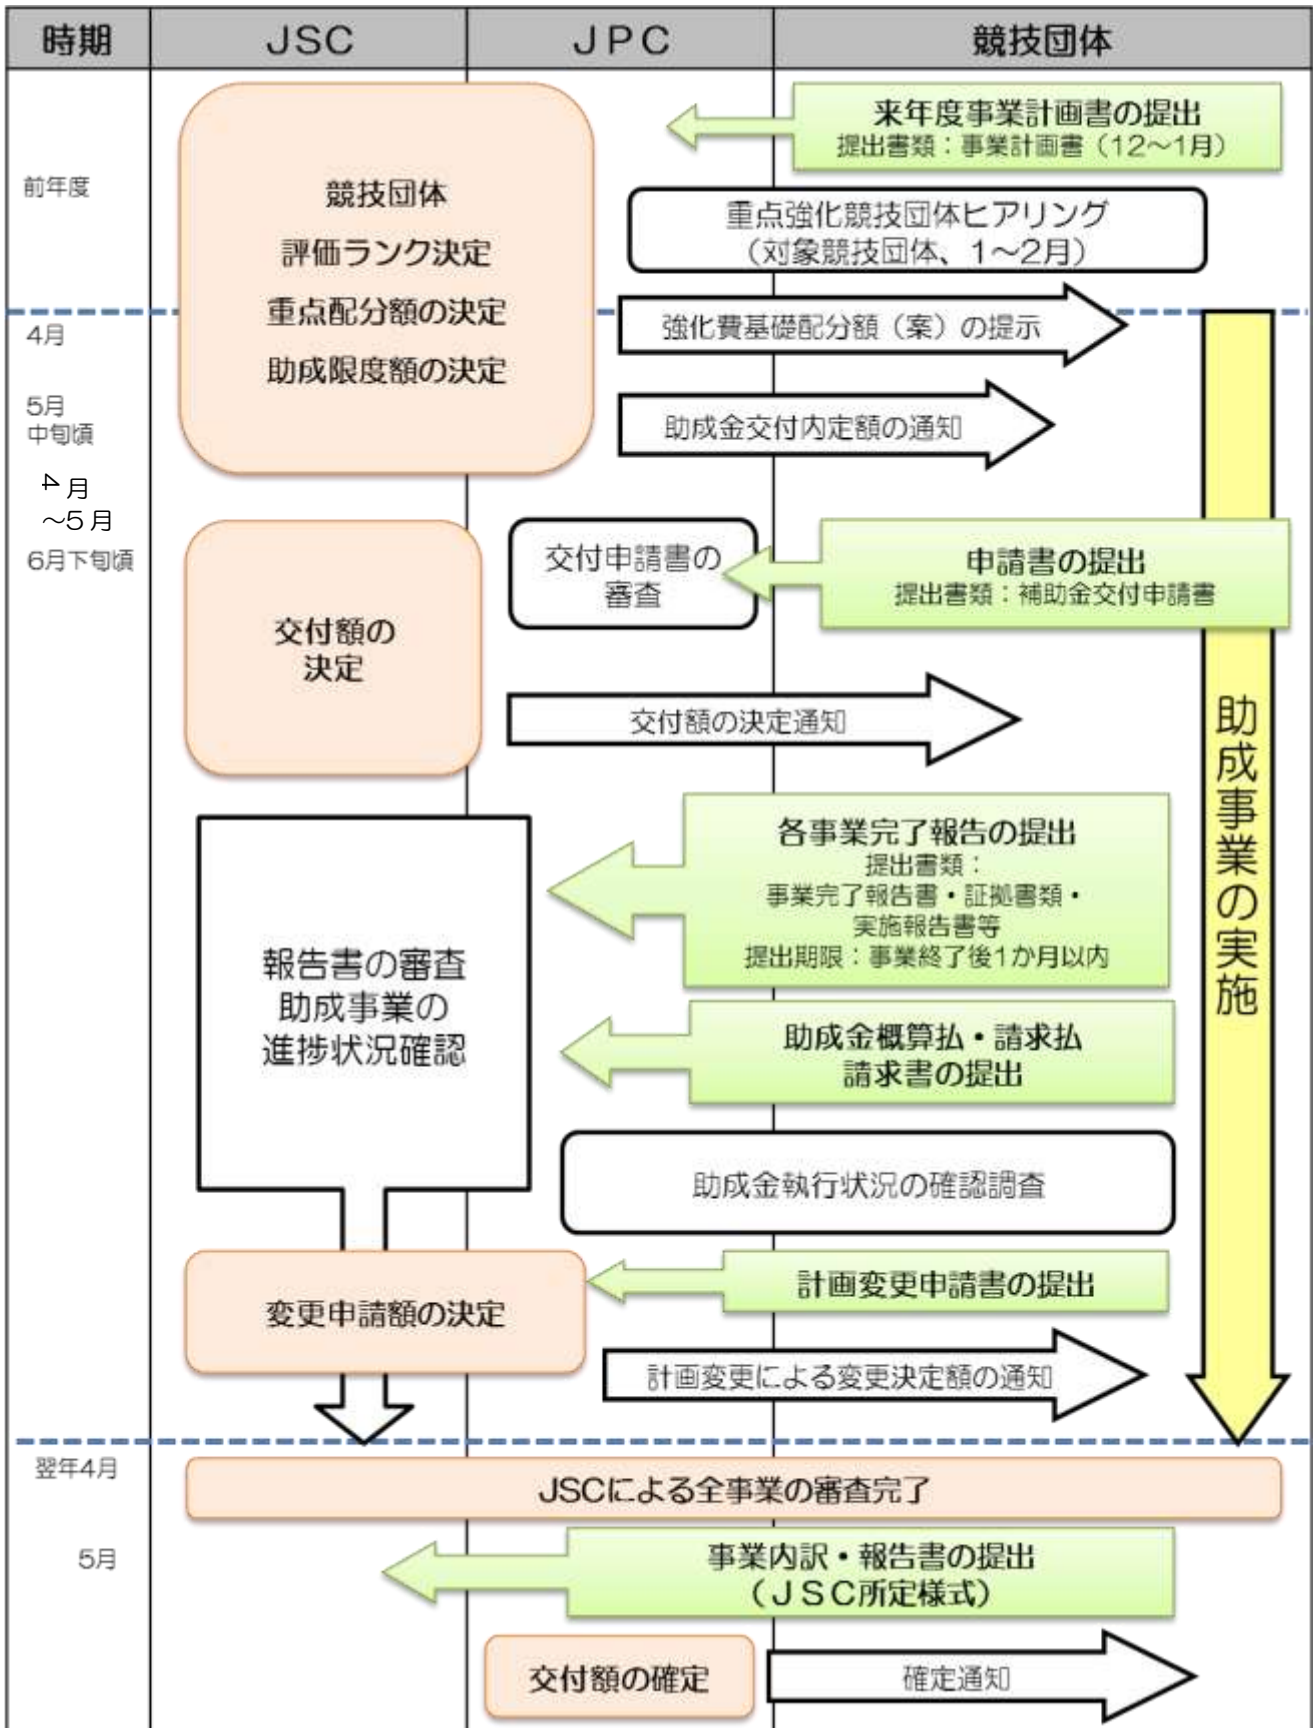 時期
JSC
JPC
競技団体
前年度
競技団体
評価ランク決定
重点配分額の決定
助成限度額の決定
来年度事業計画書の提出
提出書類：事業計画書（12～1月）
重点強化競技団体ヒアリング
（対象競技団体、1～2月）
4月
強化費基礎配分額（案）の提示
5月
中旬頃
助成金交付内定額の通知
4月
～5月
6月下旬頃
交付額の
決定
交付申請書の
審査
申請書の提出
提出書類：補助金交付申請書
交付額の決定通知
助成事業の実施
各事業完了報告の提出
提出書類：
事業完了報告書・証拠書類・
実施報告書等
提出期限：事業終了後1か月以内
報告書の審査
助成事業の
進捗状況確認
助成金概算払・請求払
請求書の提出
助成金執行状況の確認調査
変更申請額の決定
計画変更申請書の提出
計画変更による変更決定額の通知
翌年4月
JSCによる全事業の審査完了
5月
事業内訳・報告書の提出
（JSC所定様式）
交付額の確定
確定通知